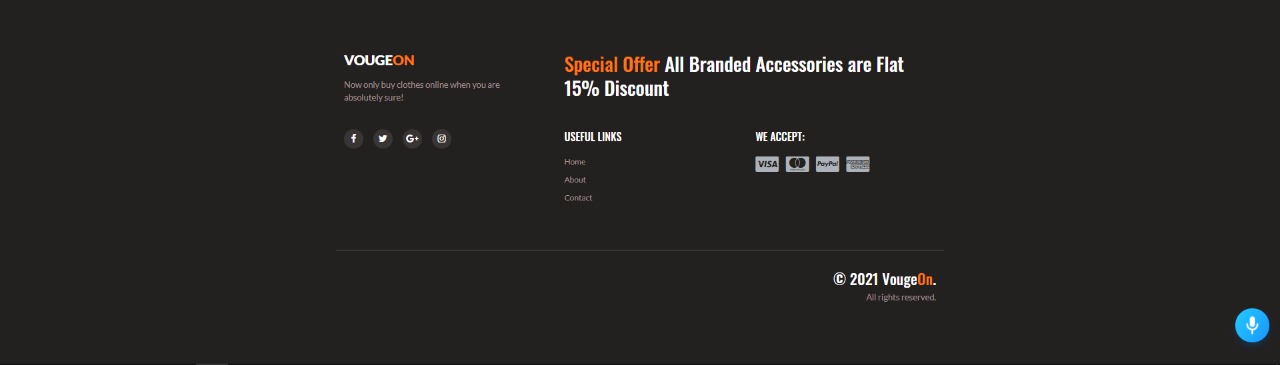 VOUGEON
Now only buy clothes online when you are
absolutely sure!
Special Offer All Branded Accessories are Flat
15% Discount
USEFUL LINKS
Home
About
Contact
WE ACCEPT:
VISA
PayPal
© 2021 VougeOn.
All rights reserved.